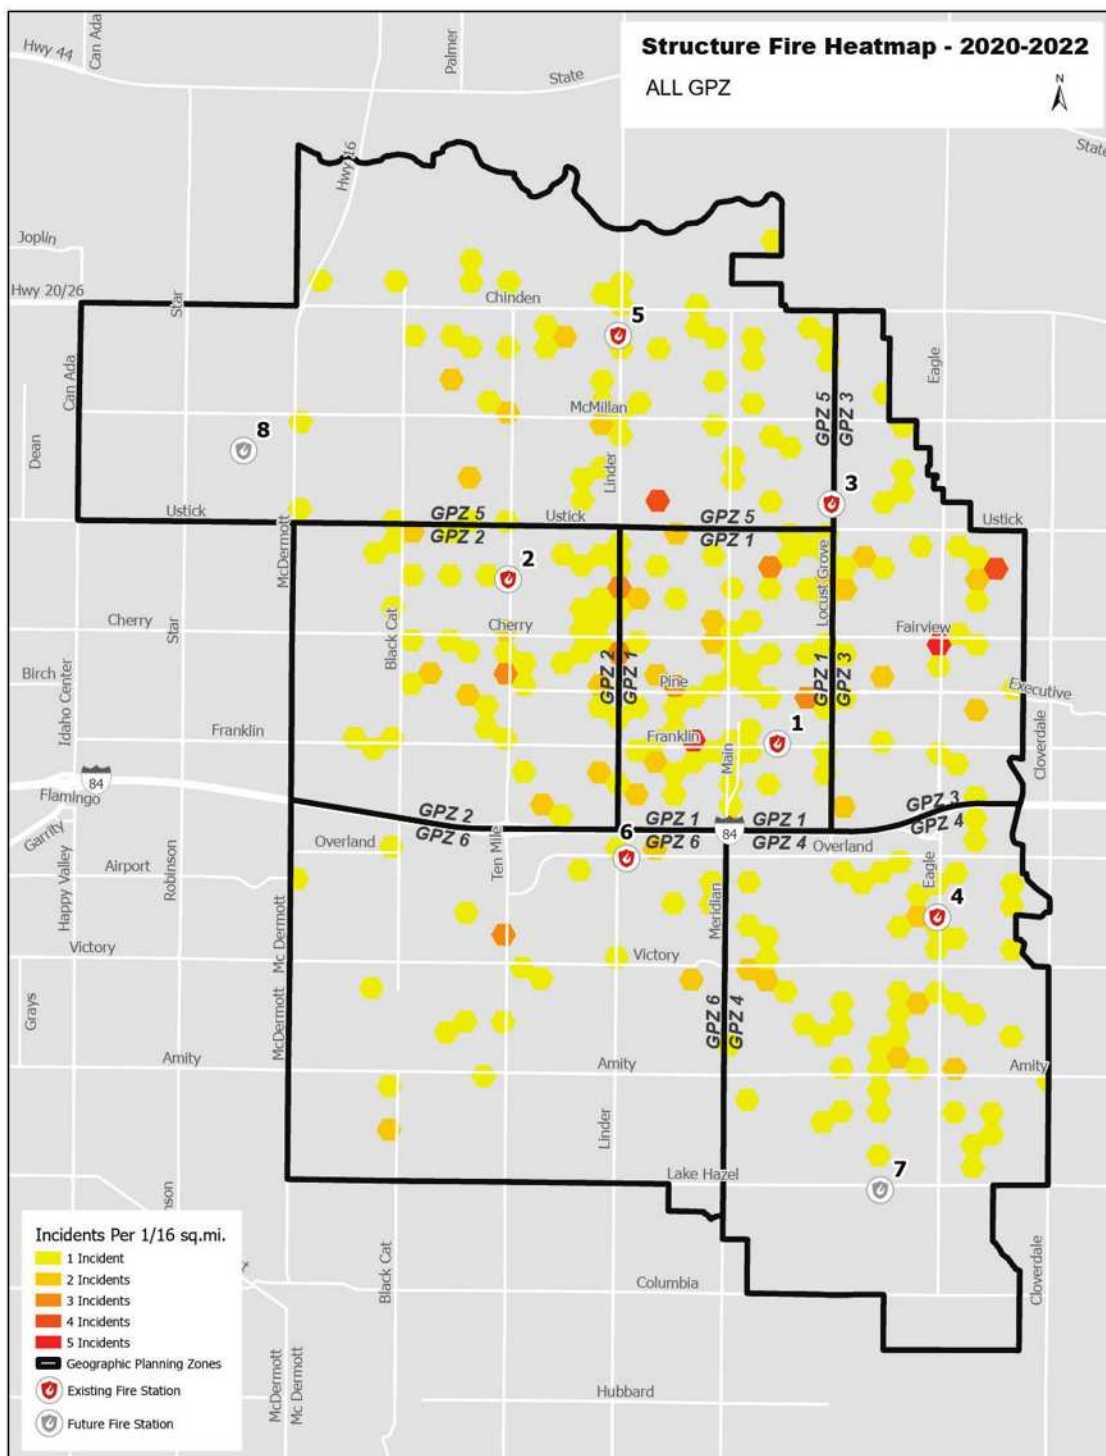 Structure Fire Heatmap - 2020-2022
ALL GPZ
N
Hwy 44
Can Ada
Palmer
State
State
Hwy 16
Joplin
Hwy 20/26
Star
Chinden
5
Eagle
Can Ada
McMillan
GPZ 5
GPZ 3
Dean
8
Linder
3
Ustick
GPZ 5
Ustick
GPZ 5
Ustick
GPZ 2
GPZ 1
McDermott
2
Locust Grove
Cherry
Star
Black Cat
Cherry
Fairview
Birch
Idaho Center
GPZ 2
GPZ 1
Pine
GPZ 1
GPZ 3
Executive
Franklin
Franklin
Main
1
Cloverdale
84
Flamingo
GPZ 2
GPZ 6
GPZ 1
GPZ 6
84
GPZ 1
GPZ 4
GPZ 3
GPZ 4
Garrity
Overland
6
Overland
Happy Valley
Airport
Robinson
Ten Mile
Eagle
4
Mc Dermott
Meridian
Victory
Victory
Grays
McDermott
GPZ 6
GPZ 4
Amity
Amity
Amity
Linder
7
Lake Hazel
Incidents Per 1/16 sq.mi.
1 Incident
2 Incidents
3 Incidents
4 Incidents
5 Incidents
Geographic Planning Zones
Existing Fire Station
Future Fire Station
Black Cat
Columbia
Cloverdale
McDermott
Mc Dermott
Hubbard